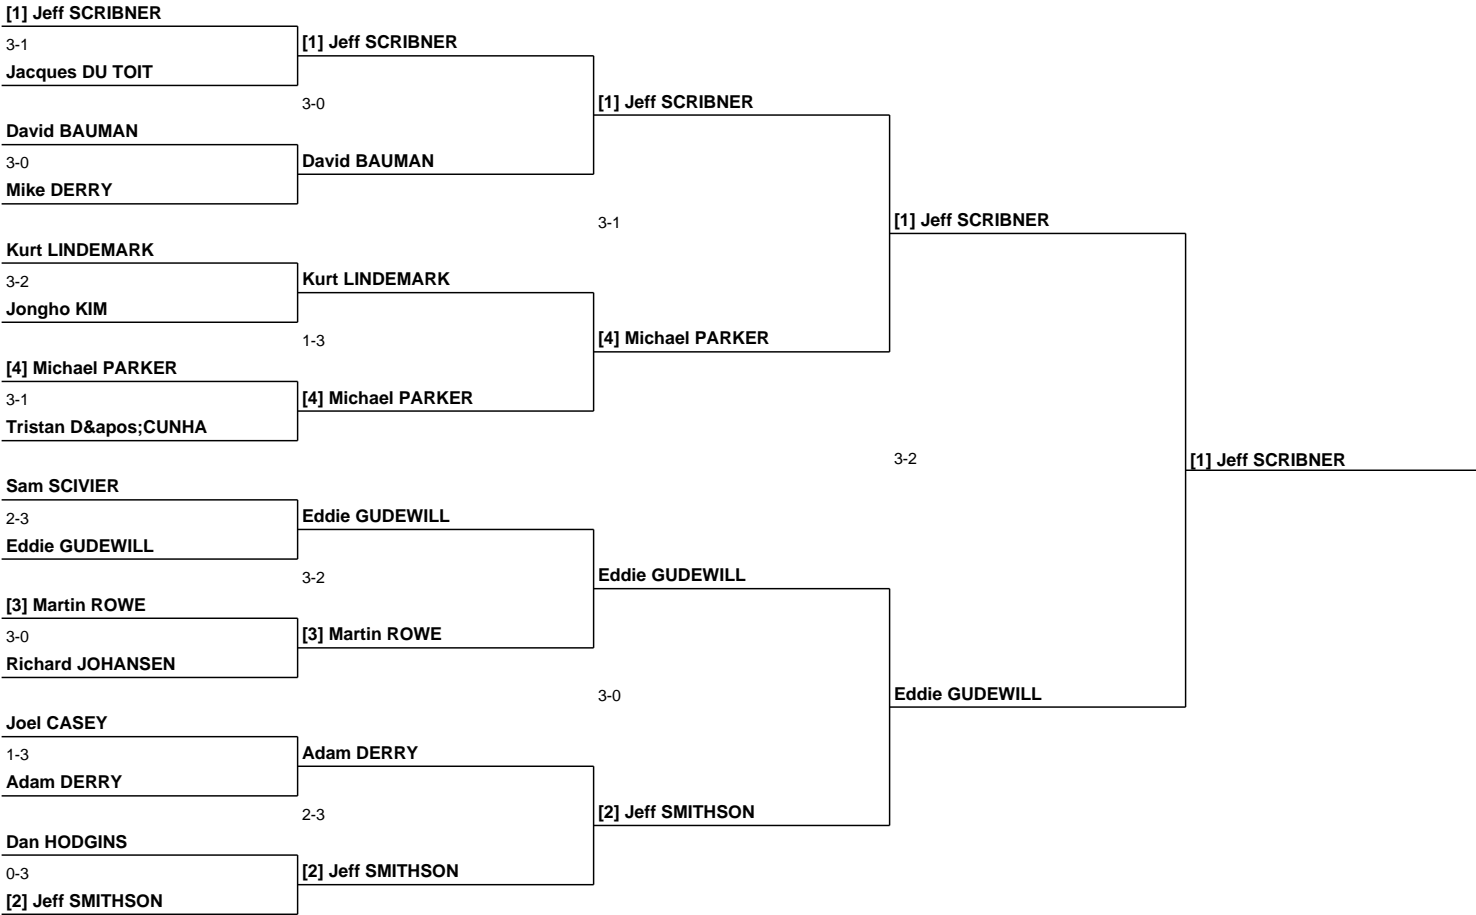 [1] Jeff SCRIBNER
3-1
[1] Jeff SCRIBNER
Jacques DU TOIT
3-0
[1] Jeff SCRIBNER
David BAUMAN
3-0
David BAUMAN
Mike DERRY
3-1
[1] Jeff SCRIBNER
Kurt LINDEMARK
3-2
Kurt LINDEMARK
Jongho KIM
1-3
[4] Michael PARKER
[4] Michael PARKER
3-1
[4] Michael PARKER
Tristan D&apos;CUNHA
3-2
[1] Jeff SCRIBNER
Sam SCIVIER
2-3
Eddie GUDEWILL
Eddie GUDEWILL
3-2
Eddie GUDEWILL
[3] Martin ROWE
3-0
[3] Martin ROWE
Richard JOHANSEN
3-0
Eddie GUDEWILL
Joel CASEY
1-3
Adam DERRY
Adam DERRY
2-3
[2] Jeff SMITHSON
Dan HODGINS
0-3
[2] Jeff SMITHSON
[2] Jeff SMITHSON